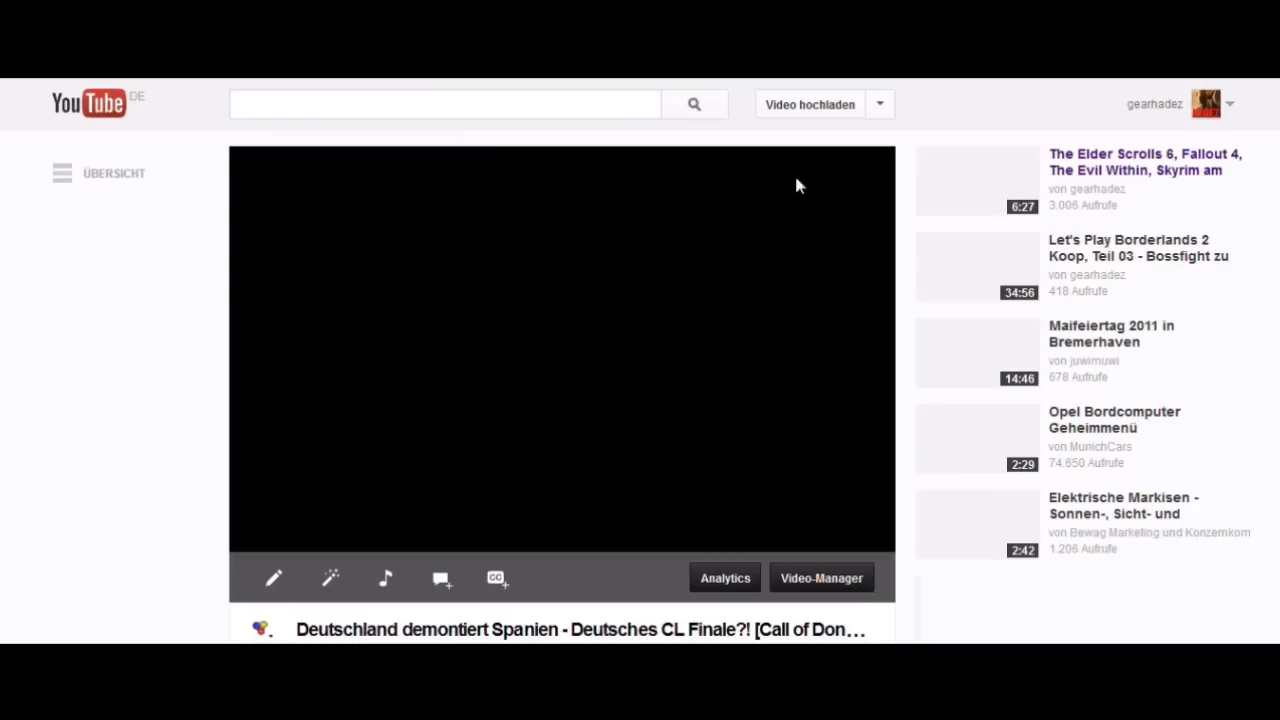 YouTube DE
Video hochladen
gearhadez
ÜBERSICHT
The Elder Scrolls 6, Fallout 4,
The Evil Within, Skyrim am
von gearhadez
3.006 Aufrufe
6:27
Let's Play Borderlands 2
Koop, Teil 03 - Bossfight zu
von gearhadez
418 Aufrufe
34:56
Maifeiertag 2011 in
Bremerhaven
von juwimuwi
678 Aufrufe
14:46
Opel Bordcomputer
Geheimmenü
von MunichCars
74.650 Aufrufe
2:29
Elektrische Markisen -
Sonnen-, Sicht- und
von Bewag Marketing und Konzernkom
1.206 Aufrufe
2:42
CC
Analytics
Video-Manager
Deutschland demontiert Spanien - Deutsches CL Finale?! [Call of Don...